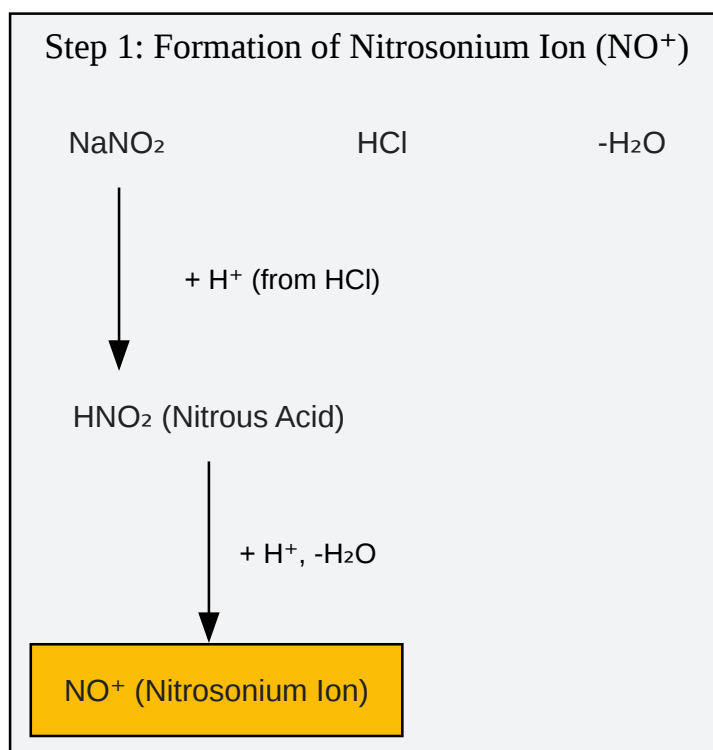 Step 1: Formation of Nitrosonium Ion (NO⁺)
NaNO₂ HCl -H₂O
+ H⁺ (from HCl)
HNO₂ (Nitrous Acid)
+ H⁺, -H₂O
NO⁺ (Nitrosonium Ion)